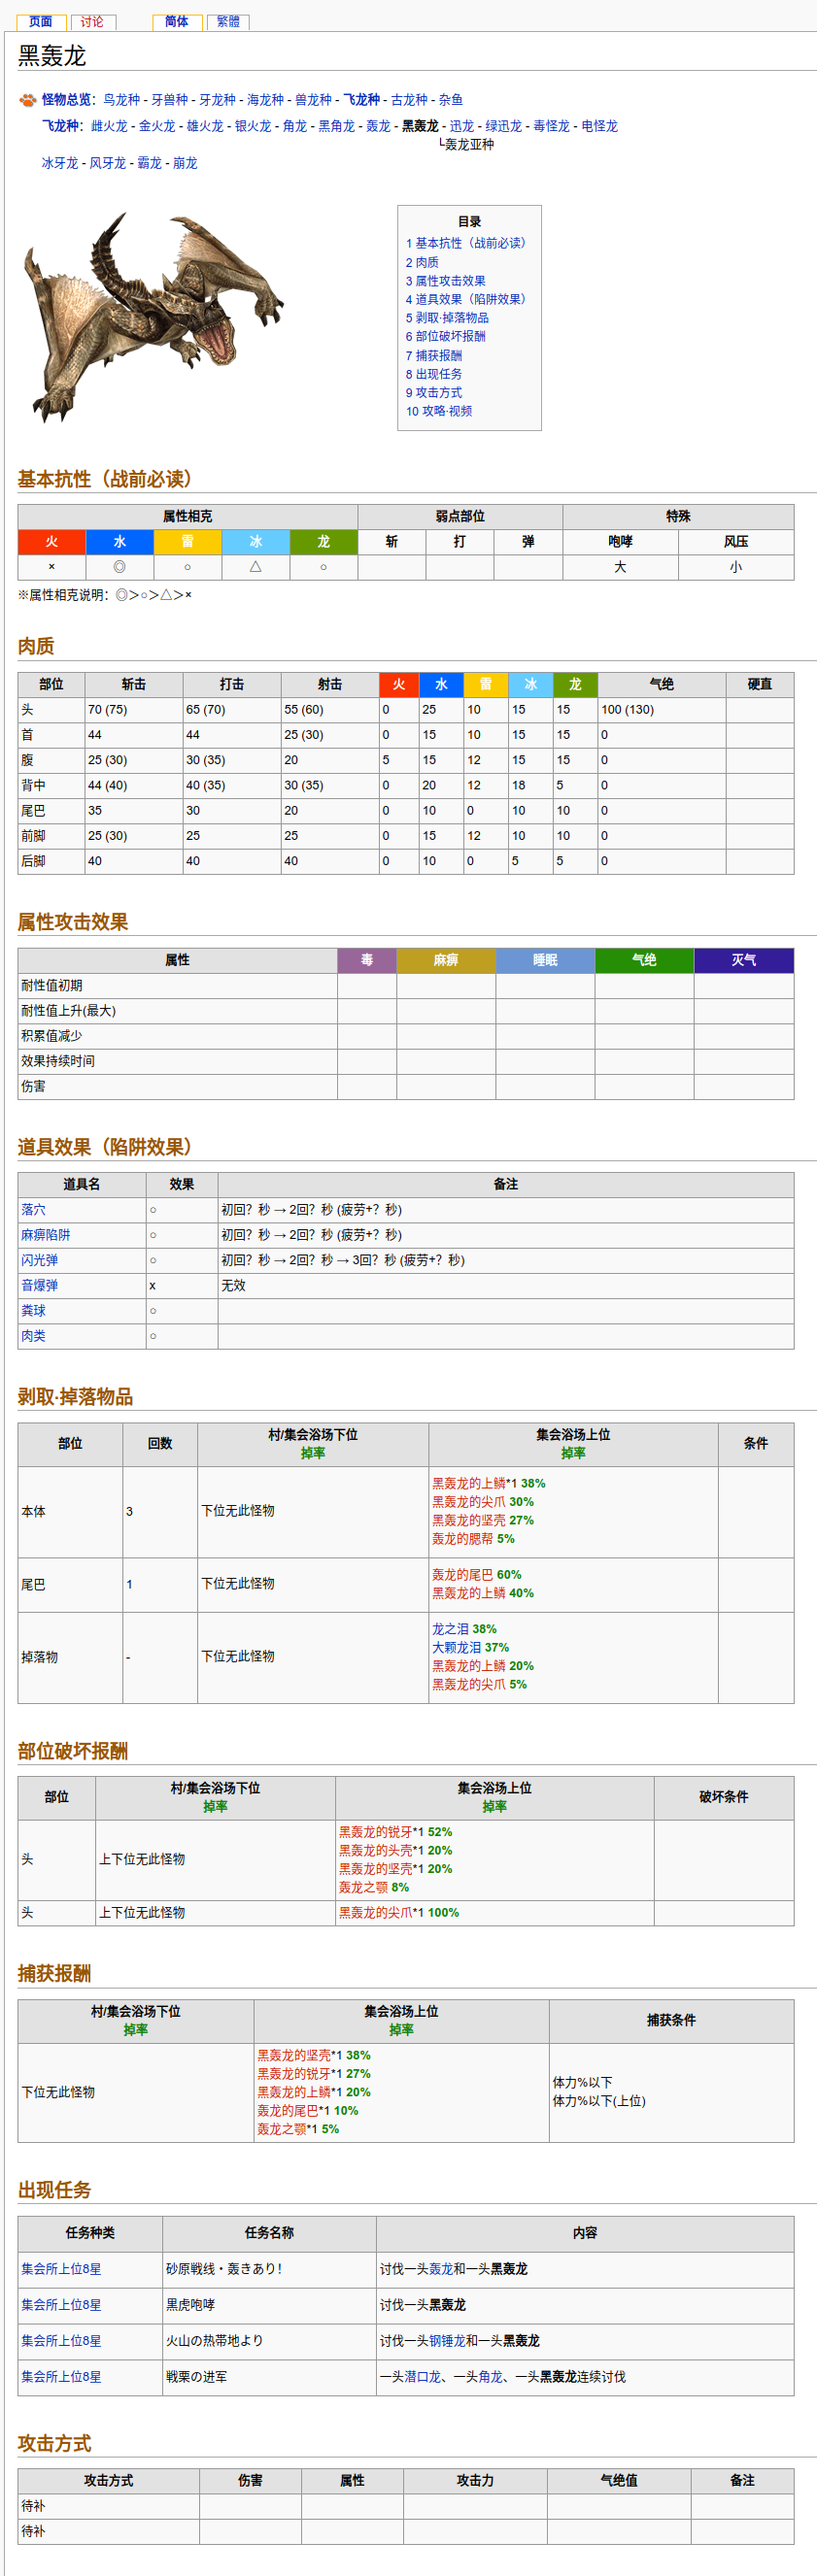 页面 讨论 简体 繁體
黑轰龙
怪物总览：鸟龙种 - 牙兽种 - 牙龙种 - 海龙种 - 兽龙种 - 飞龙种 - 古龙种 - 杂鱼
飞龙种：雌火龙 - 金火龙 - 雄火龙 - 银火龙 - 角龙 - 黑角龙 - 轰龙 - 黑轰龙 - 迅龙 - 绿迅龙 - 毒怪龙 - 电怪龙
└轰龙亚种
冰牙龙 - 风牙龙 - 霸龙 - 崩龙
目录
1 基本抗性（战前必读）
2 肉质
3 属性攻击效果
4 道具效果（陷阱效果）
5 剥取·掉落物品
6 部位破坏报酬
7 捕获报酬
8 出现任务
9 攻击方式
10 攻略·视频
基本抗性（战前必读）
属性相克 弱点部位 特殊
火 水 雷 冰 龙 斩 打 弹 咆哮 风压
× ◎ ○ △ ○ 大 小
※属性相克说明：◎＞○＞△＞×
肉质
部位 斩击 打击 射击 火 水 雷 冰 龙 气绝 硬直
头 70 (75) 65 (70) 55 (60) 0 25 10 15 15 100 (130)
首 44 44 25 (30) 0 15 10 15 15 0
腹 25 (30) 30 (35) 20 5 15 12 15 15 0
背中 44 (40) 40 (35) 30 (35) 0 20 12 18 5 0
尾巴 35 30 20 0 10 0 10 10 0
前脚 25 (30) 25 25 0 15 12 10 10 0
后脚 40 40 40 0 10 0 5 5 0
属性攻击效果
属性 毒 麻痹 睡眠 气绝 灭气
耐性值初期
耐性值上升(最大)
积累值减少
效果持续时间
伤害
道具效果（陷阱效果）
道具名 效果 备注
落穴 ○ 初回？秒 → 2回？秒 (疲劳+？秒)
麻痹陷阱 ○ 初回？秒 → 2回？秒 (疲劳+？秒)
闪光弹 ○ 初回？秒 → 2回？秒 → 3回？秒 (疲劳+？秒)
音爆弹 x 无效
粪球 ○
肉类 ○
剥取·掉落物品
部位 回数 村/集会浴场下位 集会浴场上位 条件
掉率 掉率
本体 3 下位无此怪物 黑轰龙的上鳞*1 38%
黑轰龙的尖爪 30%
黑轰龙的坚壳 27%
轰龙的腮帮 5%
尾巴 1 下位无此怪物 轰龙的尾巴 60%
黑轰龙的上鳞 40%
掉落物 - 下位无此怪物 龙之泪 38%
大颗龙泪 37%
黑轰龙的上鳞 20%
黑轰龙的尖爪 5%
部位破坏报酬
部位 村/集会浴场下位 集会浴场上位 破坏条件
掉率 掉率
头 上下位无此怪物 黑轰龙的锐牙*1 52%
黑轰龙的头壳*1 20%
黑轰龙的坚壳*1 20%
轰龙之颚 8%
头 上下位无此怪物 黑轰龙的尖爪*1 100%
捕获报酬
村/集会浴场下位 集会浴场上位 捕获条件
掉率 掉率
下位无此怪物 黑轰龙的坚壳*1 38%
黑轰龙的锐牙*1 27%
黑轰龙的上鳞*1 20%
轰龙的尾巴*1 10%
轰龙之颚*1 5%
体力%以下
体力%以下(上位)
出现任务
任务种类 任务名称 内容
集会所上位8星 砂原戦线・轰きあり！ 讨伐一头轰龙和一头黑轰龙
集会所上位8星 黒虎咆哮 讨伐一头黑轰龙
集会所上位8星 火山の热帯地より 讨伐一头钢锤龙和一头黑轰龙
集会所上位8星 戦栗の进军 一头潜口龙、一头角龙、一头黑轰龙连续讨伐
攻击方式
攻击方式 伤害 属性 攻击力 气绝值 备注
待补
待补